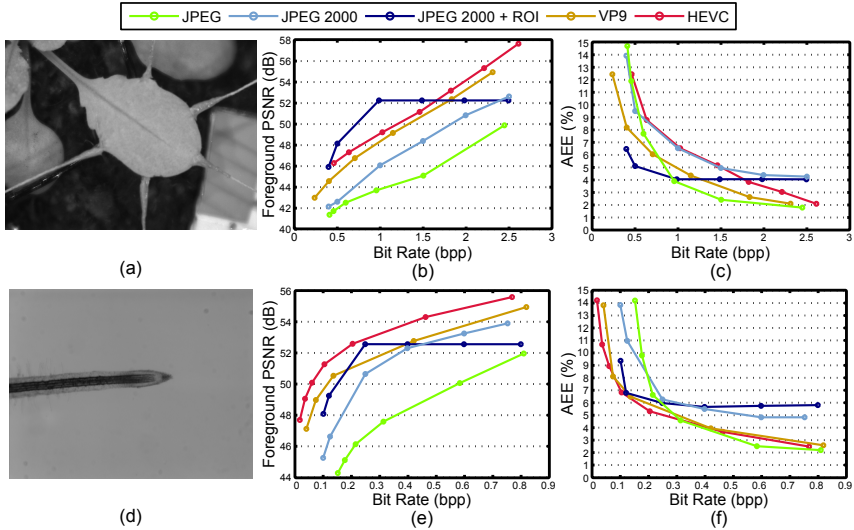 JPEG JPEG 2000 JPEG 2000 + ROI VP9 HEVC
(a)
Foreground PSNR (dB)
58
56
54
52
50
48
46
44
42
40
0 0.5 1 1.5 2 2.5 3
Bit Rate (bpp)
(b)
AEE (%)
15
14
13
12
11
10
9
8
7
6
5
4
3
2
1
0
0 0.5 1 1.5 2 2.5 3
Bit Rate (bpp)
(c)
(d)
Foreground PSNR (dB)
56
54
52
50
48
46
44
0 0.1 0.2 0.3 0.4 0.5 0.6 0.7 0.8 0.9
Bit Rate (bpp)
(e)
AEE (%)
15
14
13
12
11
10
9
8
7
6
5
4
3
2
1
0
0 0.1 0.2 0.3 0.4 0.5 0.6 0.7 0.8 0.9
Bit Rate (bpp)
(f)